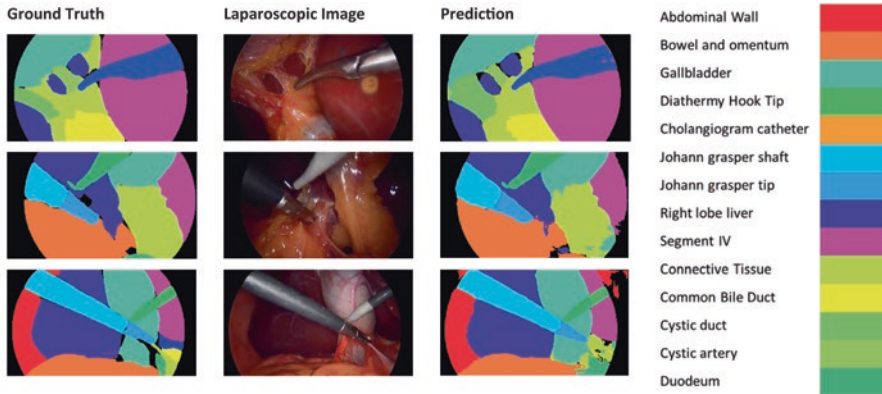 Ground Truth
Laparoscopic Image
Prediction
Abdominal Wall
Bowel and omentum
Gallbladder
Diathermy Hook Tip
Cholangiogram catheter
Johann grasper shaft
Johann grasper tip
Right lobe liver
Segment IV
Connective Tissue
Common Bile Duct
Cystic duct
Cystic artery
Duodeum